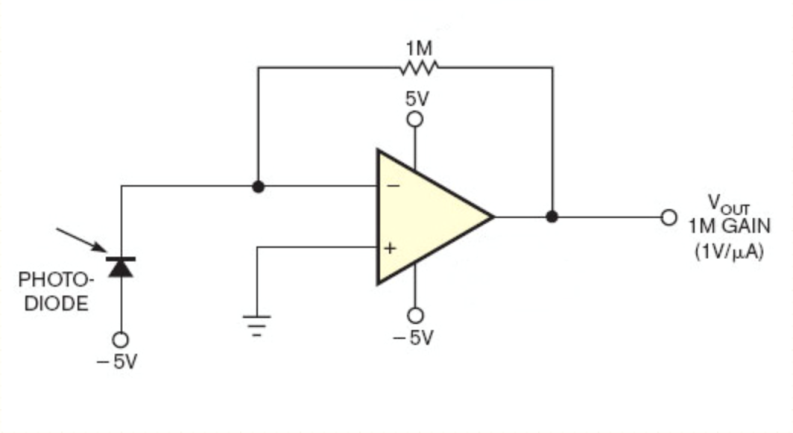 1M
5V
−
+
VOUT
1M GAIN
(1V/μA)
PHOTO-
DIODE
−5V
−5V